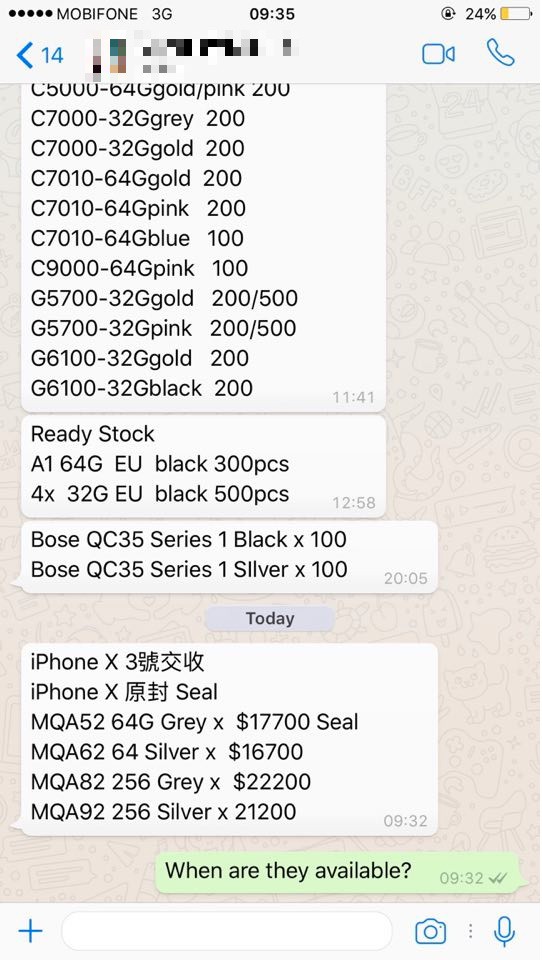 MOBIFONE 3G 09:35 24%
14
C5000-64Ggold/pink 200
C7000-32Ggrey 200
C7000-32Ggold 200
C7010-64Ggold 200
C7010-64Gpink 200
C7010-64Gblue 100
C9000-64Gpink 100
G5700-32Ggold 200/500
G5700-32Gpink 200/500
G6100-32Ggold 200
G6100-32Gblack 200
11:41
Ready Stock
A1 64G EU black 300pcs
4x 32G EU black 500pcs
12:58
Bose QC35 Series 1 Black x 100
Bose QC35 Series 1 SIlver x 100
20:05
Today
iPhone X 3號交收
iPhone X 原封 Seal
MQA52 64G Grey x $17700 Seal
MQA62 64 Silver x $16700
MQA82 256 Grey x $22200
MQA92 256 Silver x 21200
09:32
When are they available? 09:32